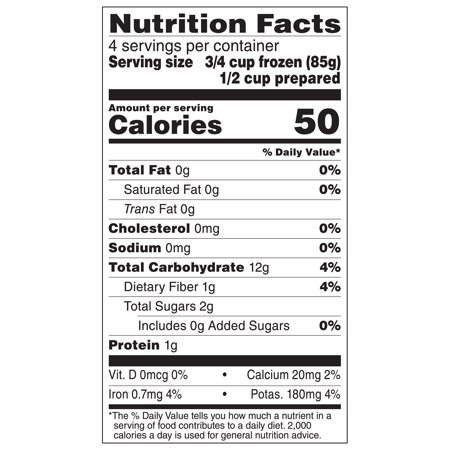 Nutrition Facts
4 servings per container
Serving size 3/4 cup frozen (85g)
1/2 cup prepared
Amount per serving
Calories 50
% Daily Value*
Total Fat 0g 0%
Saturated Fat 0g 0%
Trans Fat 0g
Cholesterol 0mg 0%
Sodium 0mg 0%
Total Carbohydrate 12g 4%
Dietary Fiber 1g 4%
Total Sugars 2g
Includes 0g Added Sugars 0%
Protein 1g
Vit. D 0mcg 0% • Calcium 20mg 2%
Iron 0.7mg 4% • Potas. 180mg 4%
*The % Daily Value tells you how much a nutrient in a
serving of food contributes to a daily diet. 2,000
calories a day is used for general nutrition advice.